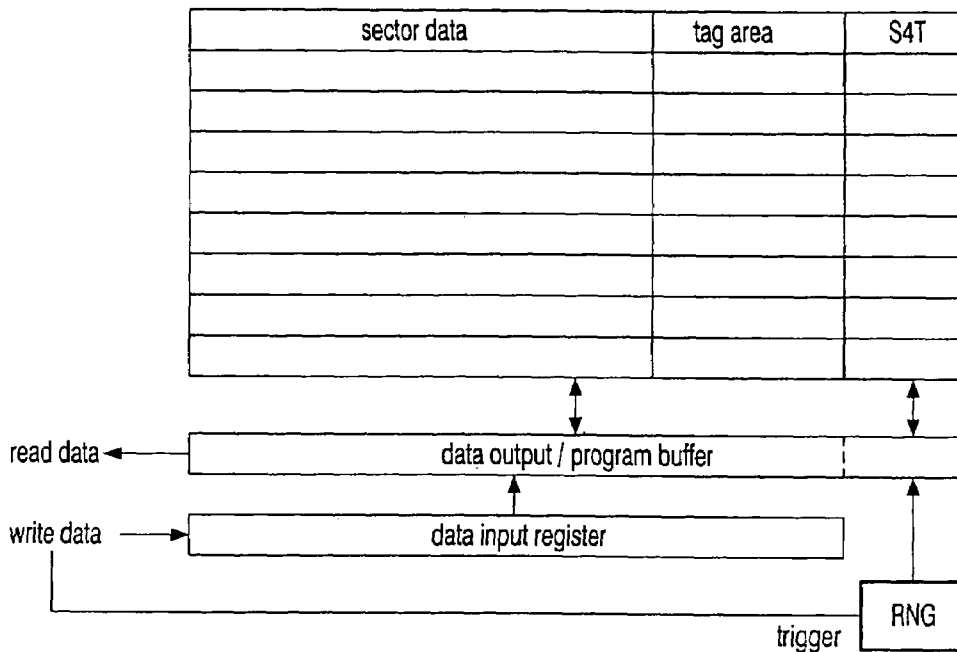 sector data tag area S4T
read data data output / program buffer
write data data input register
RNG
trigger